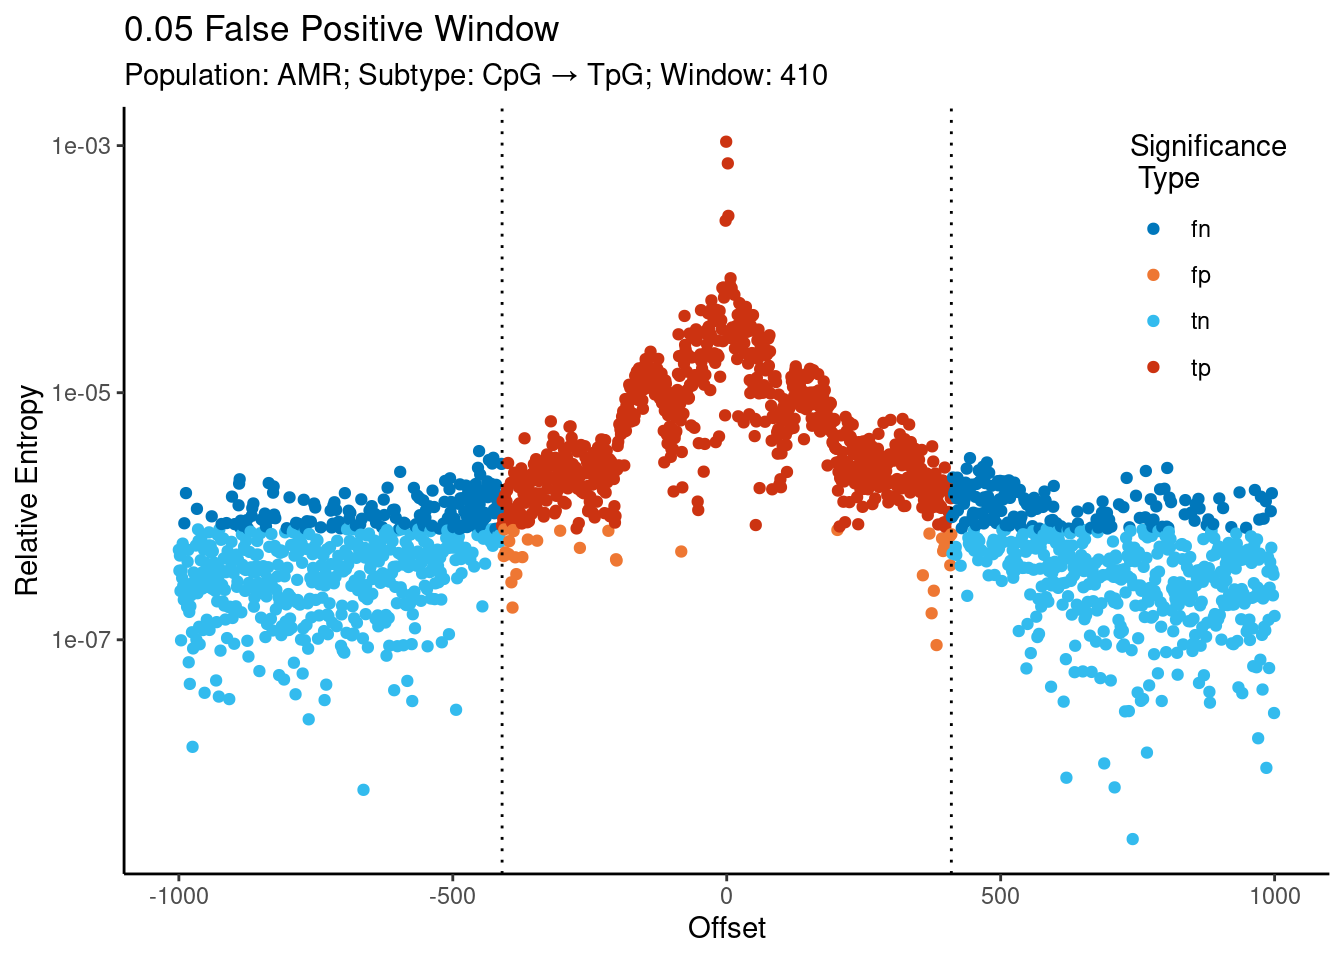 0.05 False Positive Window
Population: AMR; Subtype: CpG → TpG; Window: 410
Relative Entropy
1e-03
1e-05
1e-07
Significance
Type
fn
fp
tn
tp
-1000
-500
0
500
1000
Offset